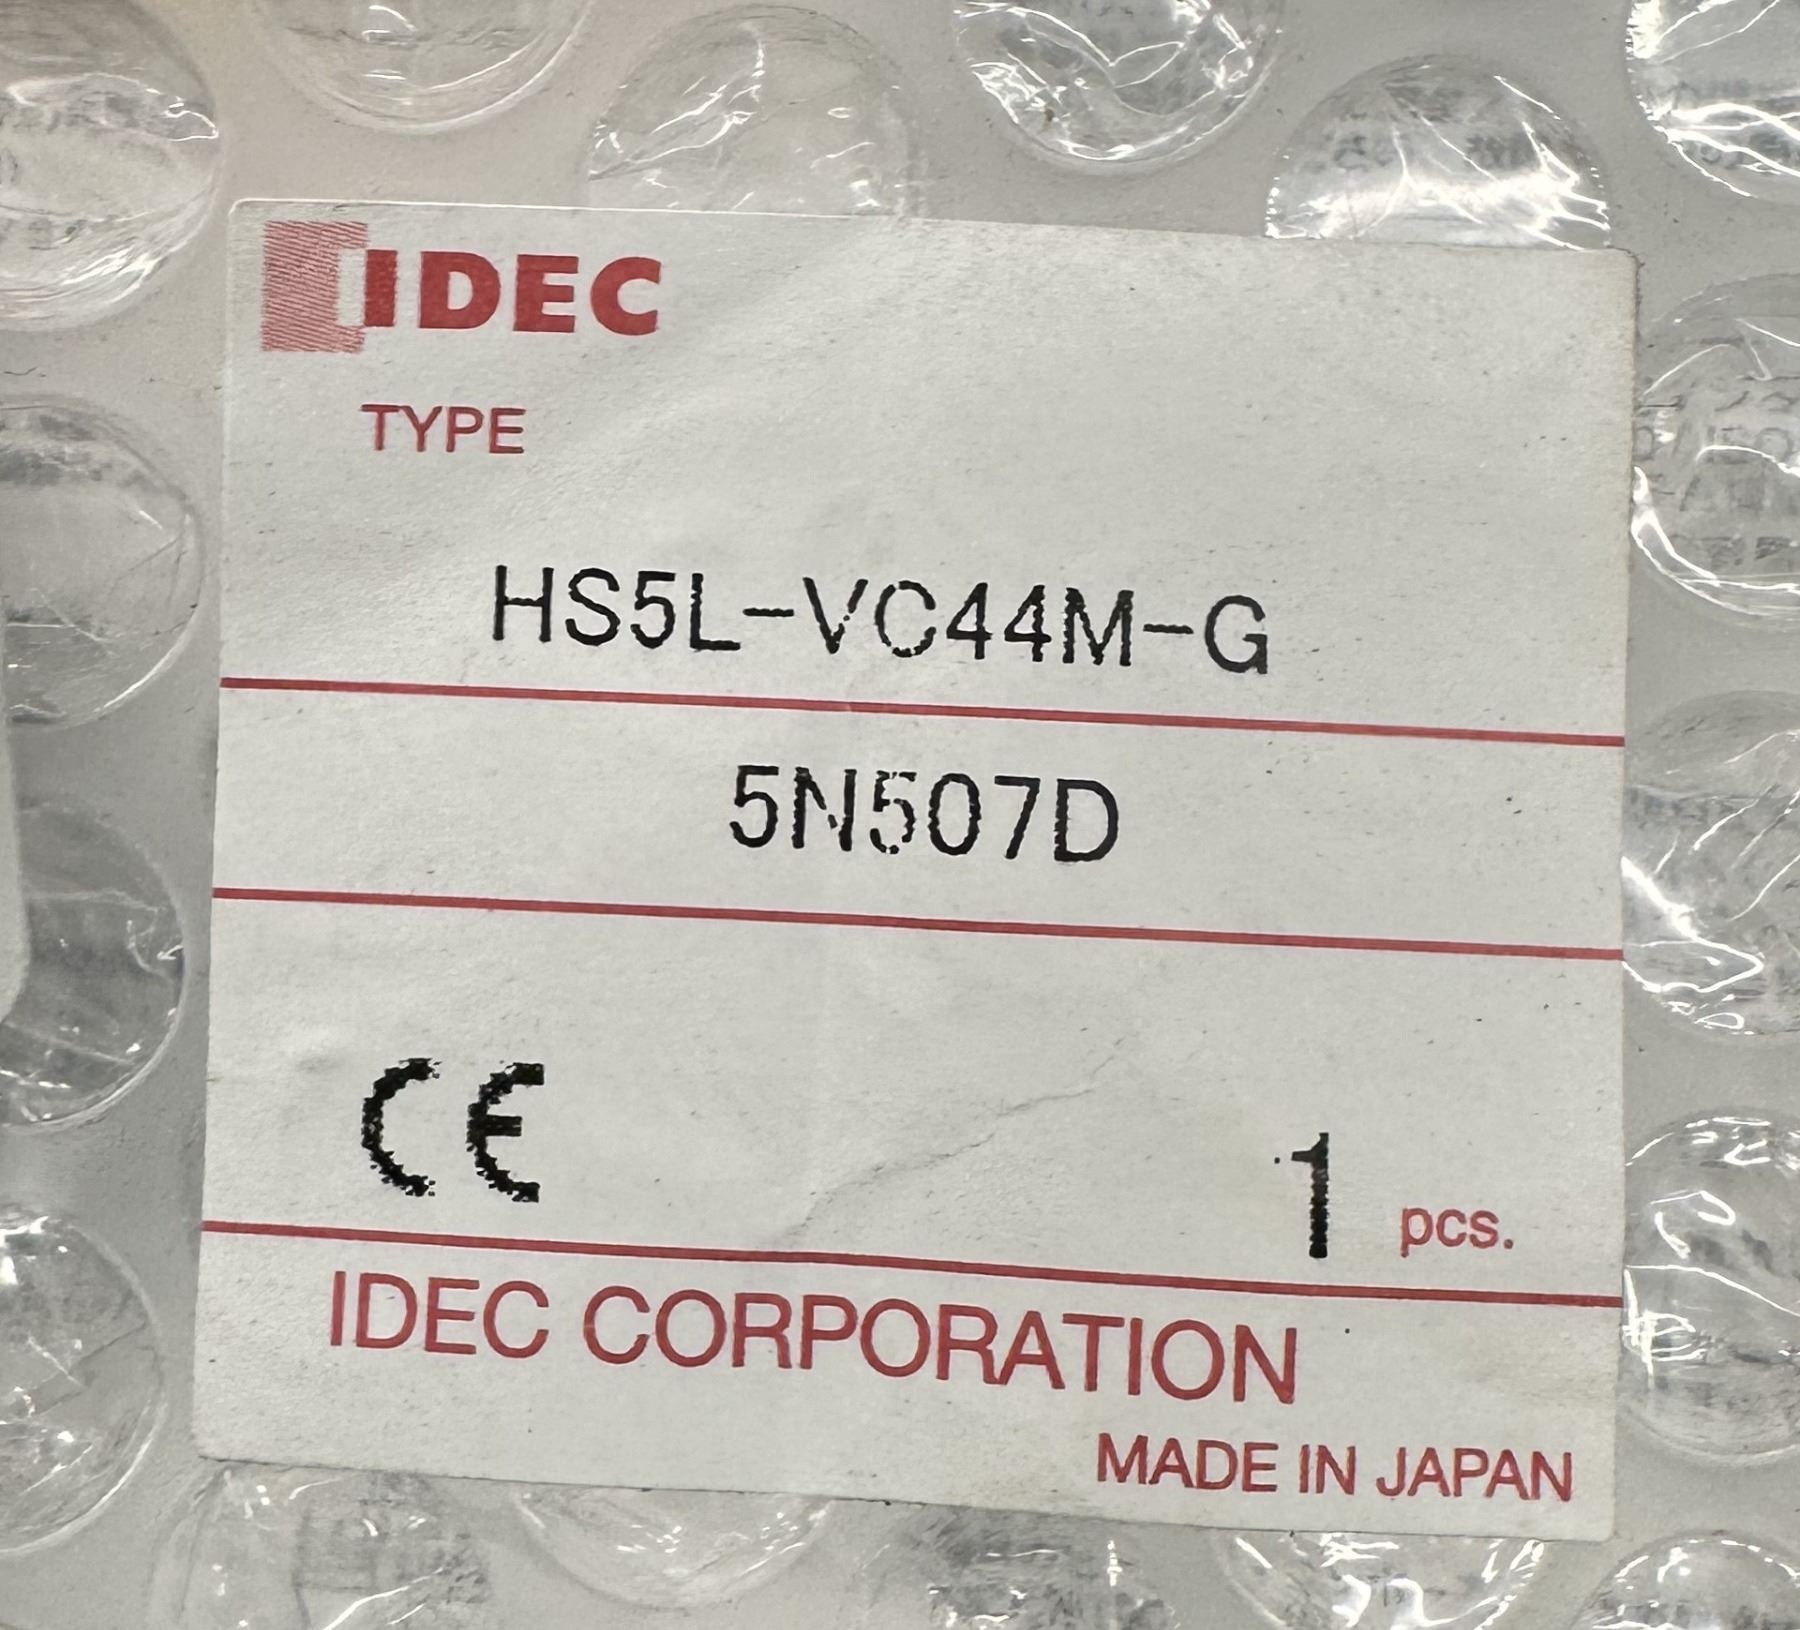 IDEC
TYPE
HS5L-VC44M-G
5N507D
CE
1 pcs.
IDEC CORPORATION
MADE IN JAPAN